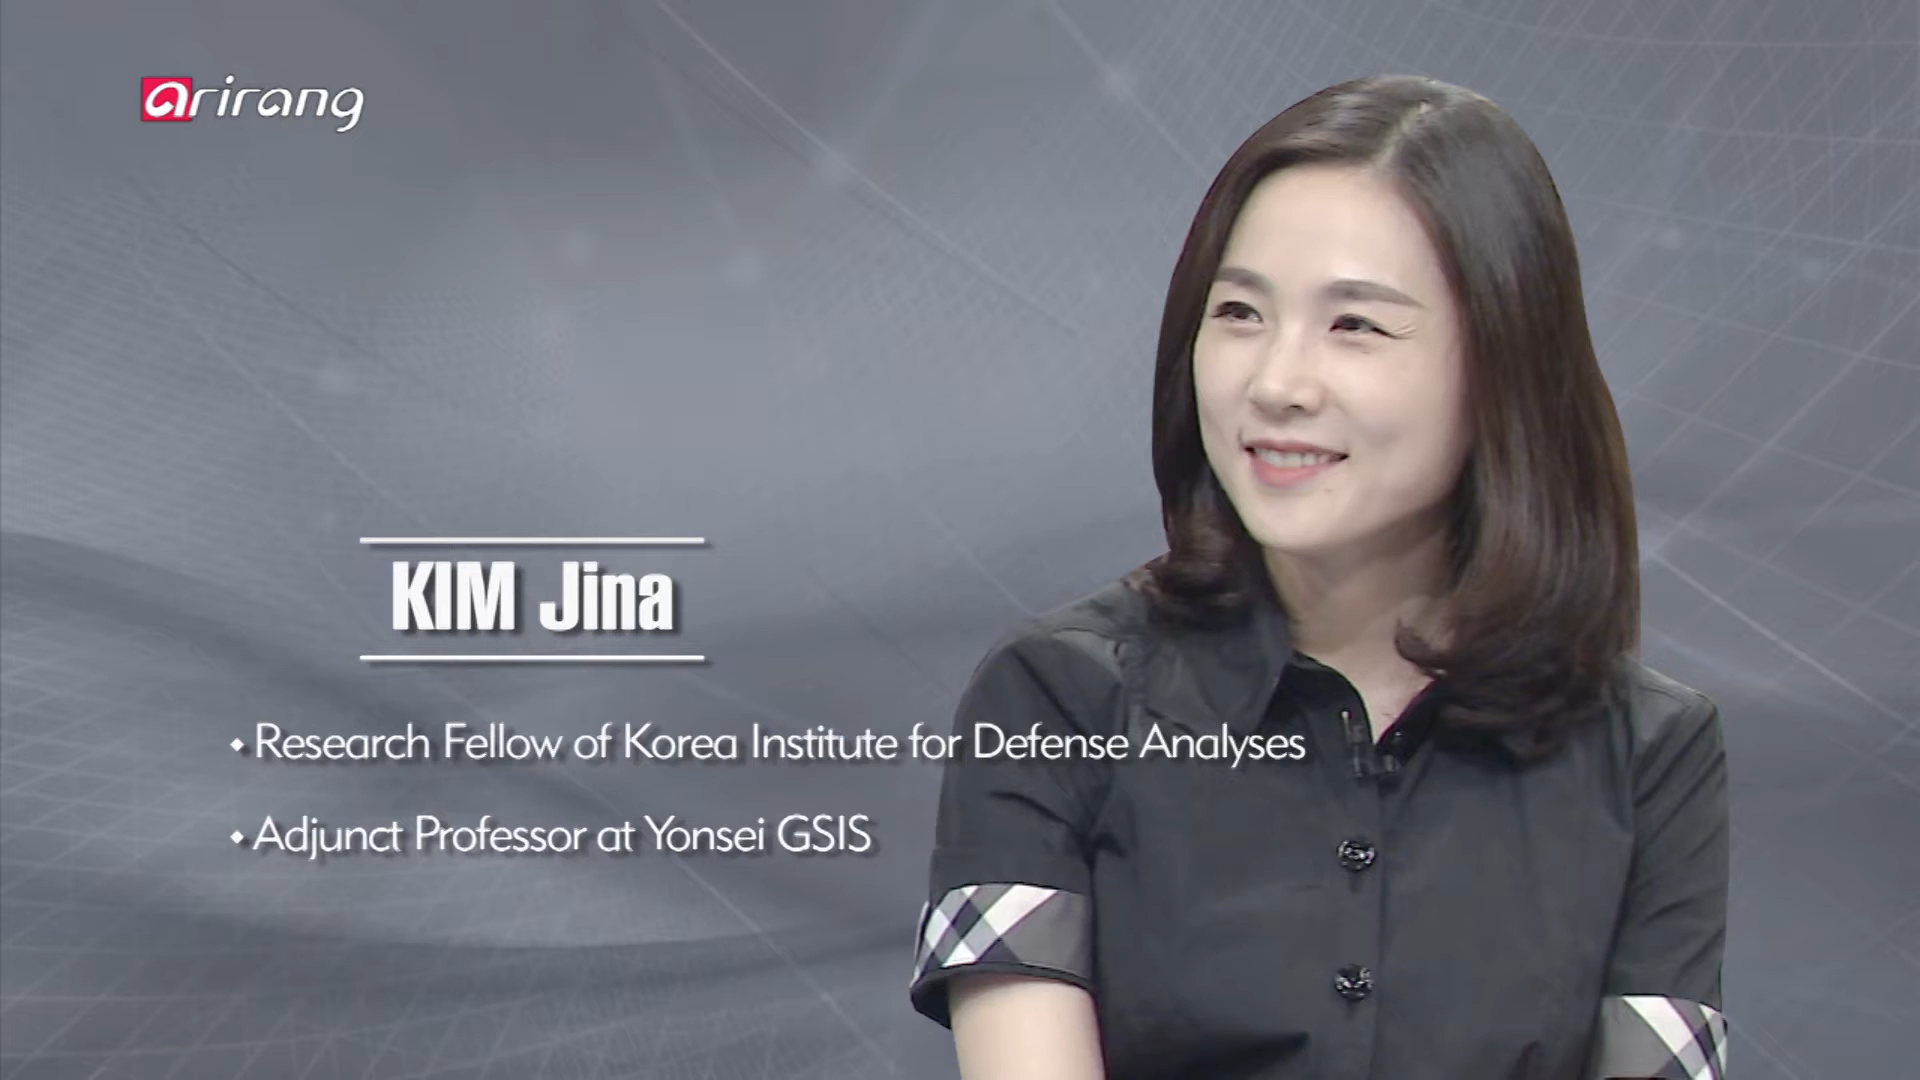 arirang
KIM Jina
• Research Fellow of Korea Institute for Defense Analyses
• Adjunct Professor at Yonsei GSIS